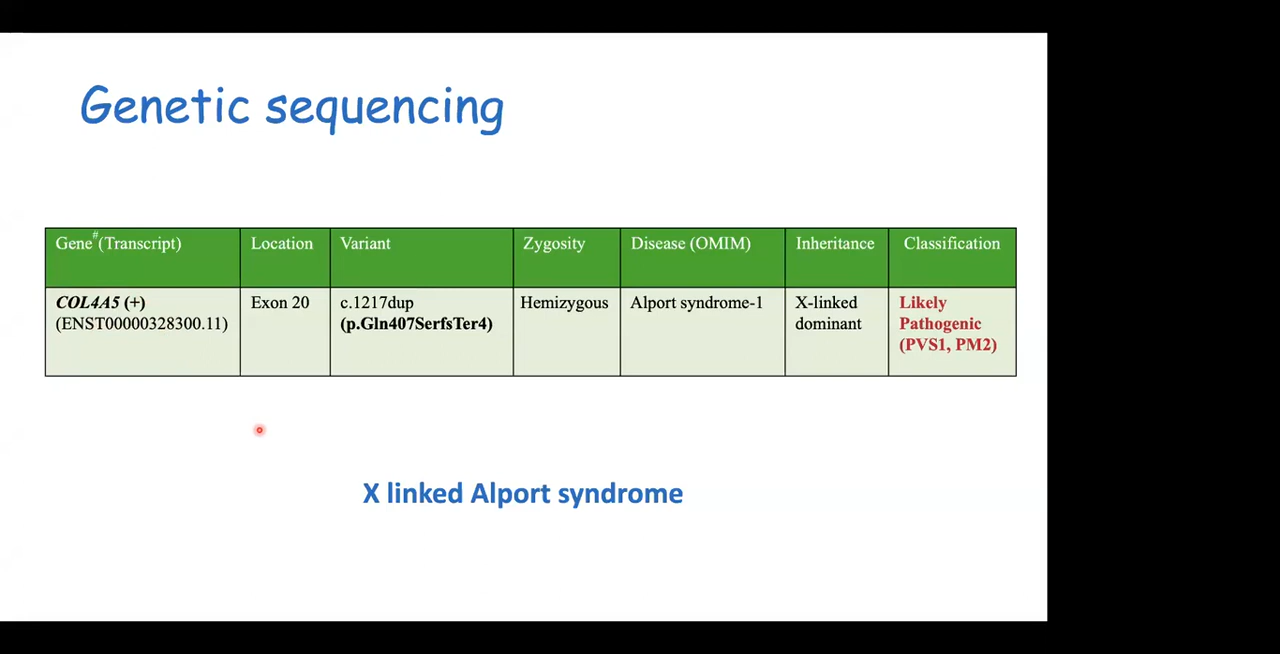 Genetic sequencing
Gene#(Transcript) Location Variant Zygosity Disease (OMIM) Inheritance Classification
COL4A5 (+) Exon 20 c.1217dup Hemizygous Alport syndrome-1 X-linked Likely
(ENST00000328300.11) (p.Gln407SerfsTer4) dominant Pathogenic
(PVS1, PM2)
X linked Alport syndrome